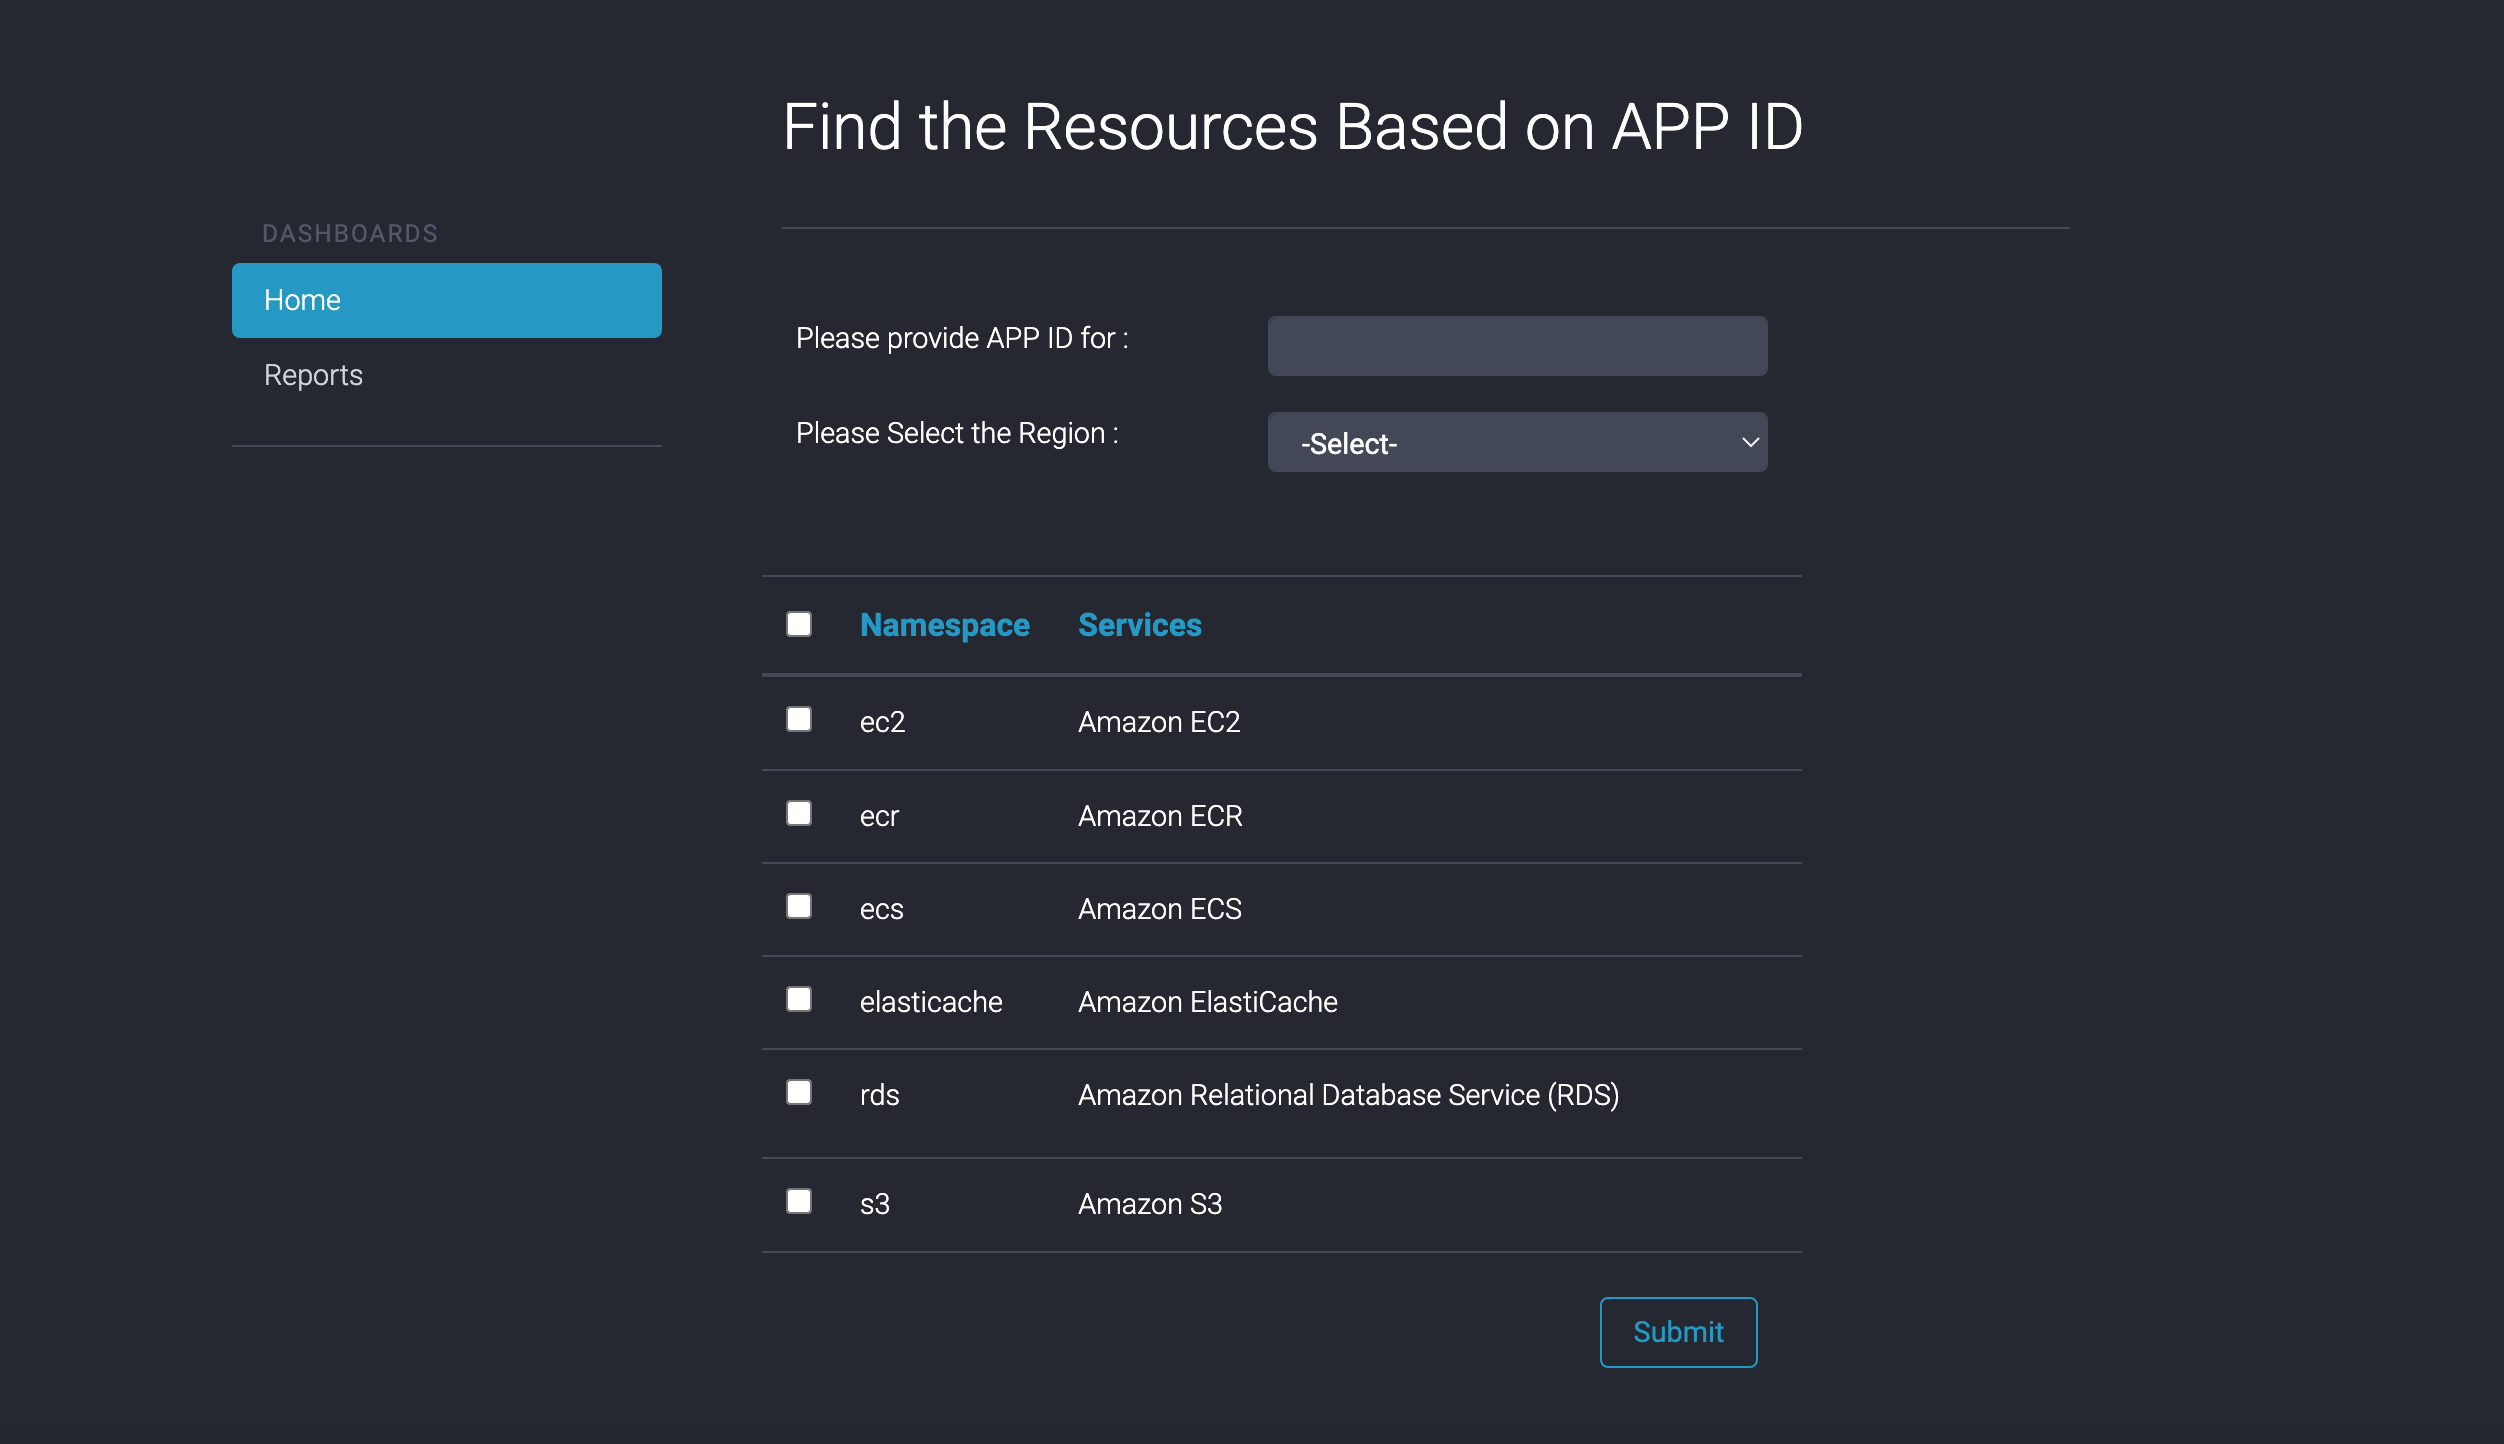 Find the Resources Based on APP ID
DASHBOARDS
Home
Reports
Please provide APP ID for :
Please Select the Region :
-Select-
Namespace Services
ec2 Amazon EC2
ecr Amazon ECR
ecs Amazon ECS
elasticache Amazon ElastiCache
rds Amazon Relational Database Service (RDS)
s3 Amazon S3
Submit